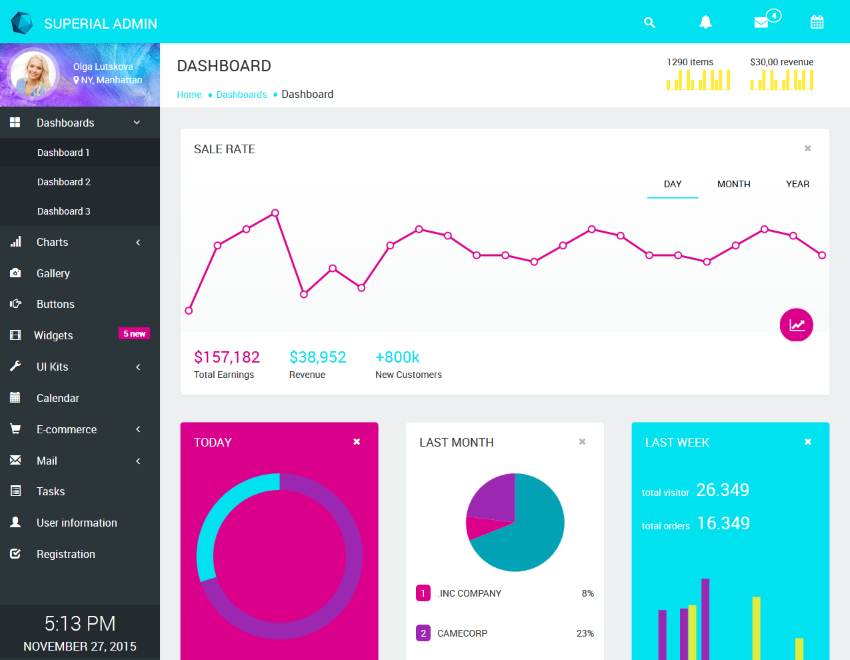 SUPERIAL ADMIN
4
Olga Lutskova
NY, Manhattan
Dashboards
Dashboard 1
Dashboard 2
Dashboard 3
Charts
Gallery
Buttons
Widgets
5 new
UI Kits
Calendar
E-commerce
Mail
Tasks
User information
Registration
5:13 PM
NOVEMBER 27, 2015
DASHBOARD
Home • Dashboards • Dashboard
1290 items
$30,00 revenue
SALE RATE
DAY MONTH YEAR
$157,182 $38,952 +800k
Total Earnings Revenue New Customers
TODAY
LAST MONTH
1 .INC COMPANY 8%
2 CAMECORP 23%
LAST WEEK
total visitor 26.349
total orders 16.349